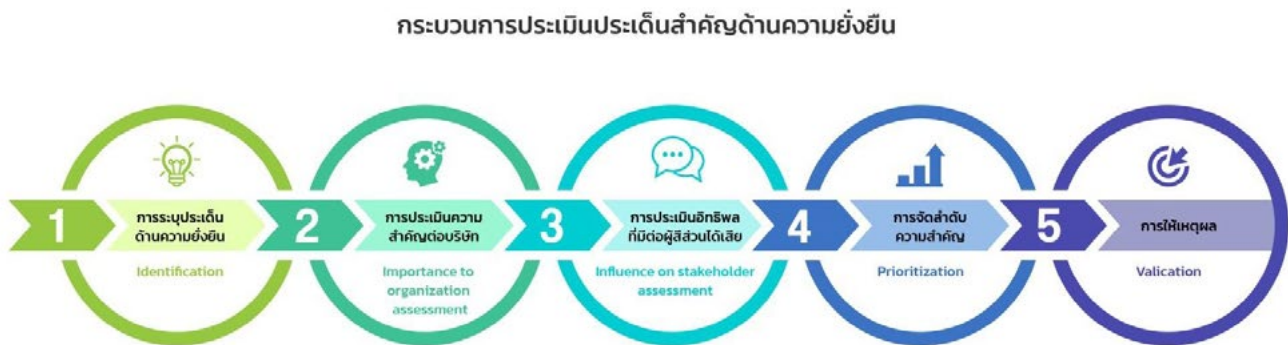 กระบวนการประเมินประเด็นสำคัญด้านความยั่งยืน
1
การระบุประเด็น
ด้านความยั่งยืน
Identification
2
การประเมินความ
สำคัญต่อบริษัท
Importance to
organization
assessment
3
การประเมินอิทธิพล
ที่มีต่อผู้สีส่วนได้เสีย
Influence on stakeholder
assessment
4
การจัดลำดับ
ความสำคัญ
Prioritization
5
การให้เหตุผล
Valication